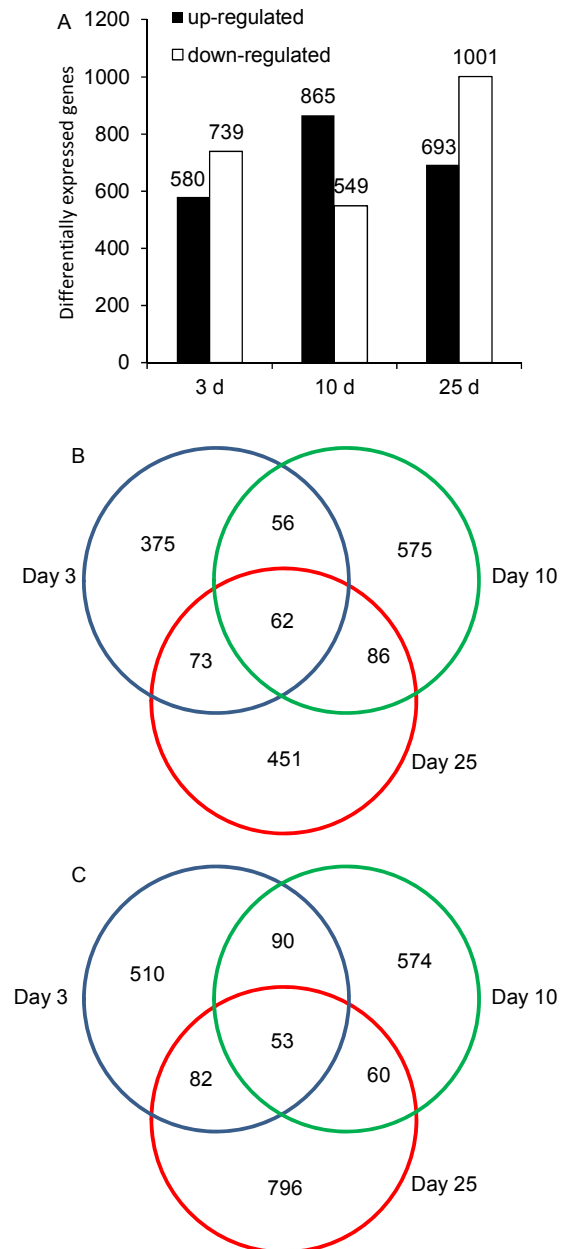 A
up-regulated
down-regulated
Differentially expressed genes
1200
1000
800
600
400
200
0
580
739
865
549
693
1001
3 d
10 d
25 d
B
375
56
575
Day 3
Day 10
62
73
86
451
Day 25
C
510
90
574
Day 3
Day 10
53
82
60
796
Day 25